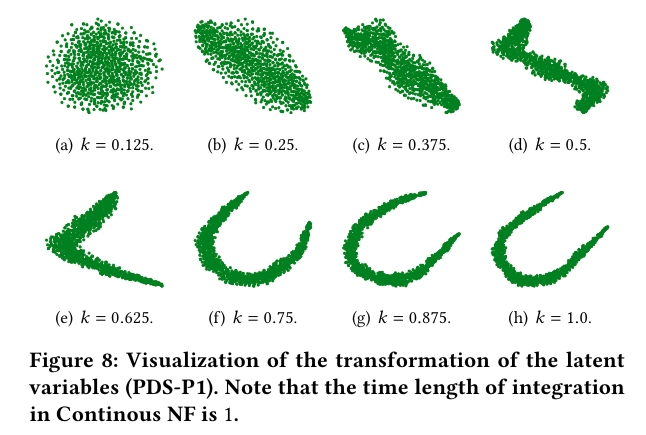 (a) k = 0.125.
(b) k = 0.25.
(c) k = 0.375.
(d) k = 0.5.
(e) k = 0.625.
(f) k = 0.75.
(g) k = 0.875.
(h) k = 1.0.
Figure 8: Visualization of the transformation of the latent
variables (PDS-P1). Note that the time length of integration
in Continous NF is 1.